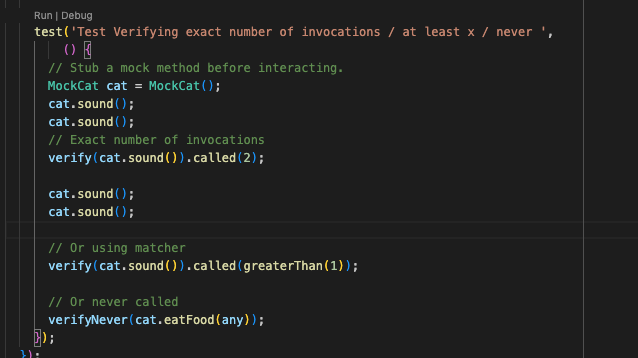 Run | Debug
test('Test Verifying exact number of invocations / at least x / never ',
() {
// Stub a mock method before interacting.
MockCat cat = MockCat();
cat.sound();
cat.sound();
// Exact number of invocations
verify(cat.sound()).called(2);
cat.sound();
cat.sound();
// Or using matcher
verify(cat.sound()).called(greaterThan(1));
// Or never called
verifyNever(cat.eatFood(any));
});
});